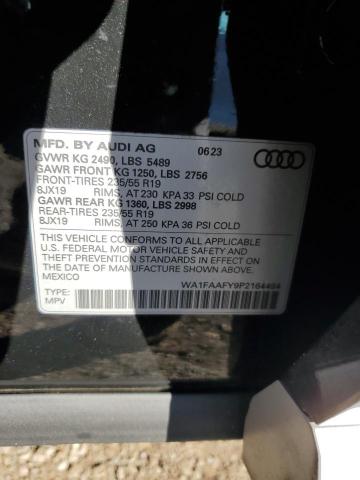 MFD. BY AUDI AG 0623
GVWR KG 2490, LBS 5489
GAWR FRONT KG 1250, LBS 2756
FRONT-TIRES 235/55 R19
8JX19 RIMS, AT 230 KPA 33 PSI COLD
GAWR REAR KG 1360, LBS 2998
REAR-TIRES 235/55 R19
8JX19 RIMS, AT 250 KPA 36 PSI COLD
THIS VEHICLE CONFORMS TO ALL APPLICABLE
U.S. FEDERAL MOTOR VEHICLE SAFETY AND
THEFT PREVENTION STANDARDS IN EFFECT ON
THE DATE OF MANUFACTURE SHOWN ABOVE.
MEXICO
WA1FAAFY9P2164494
TYPE:
MPV